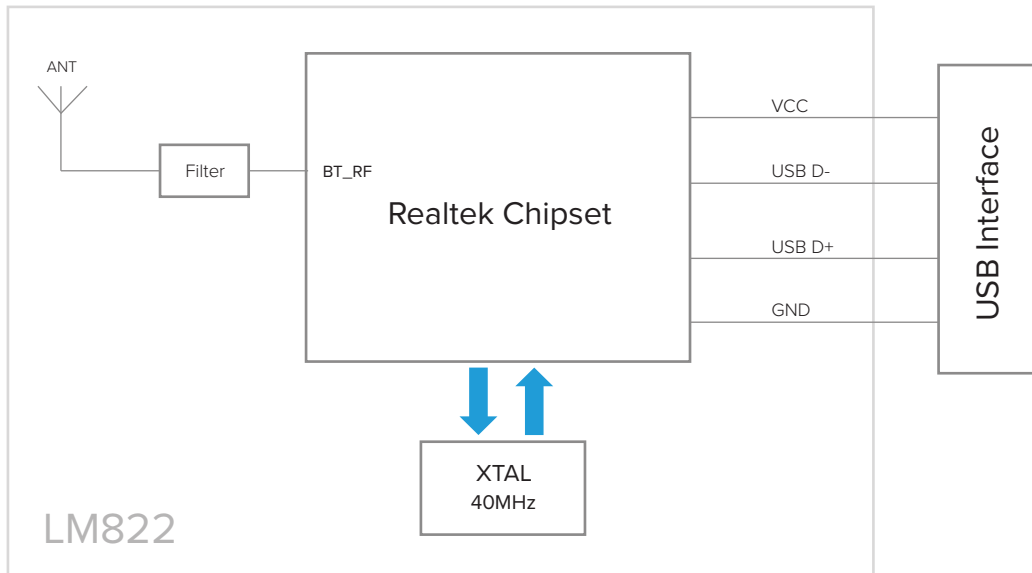 ANT
Filter
BT_RF
Realtek Chipset
VCC
USB D-
USB D+
GND
USB Interface
XTAL
40MHz
LM822